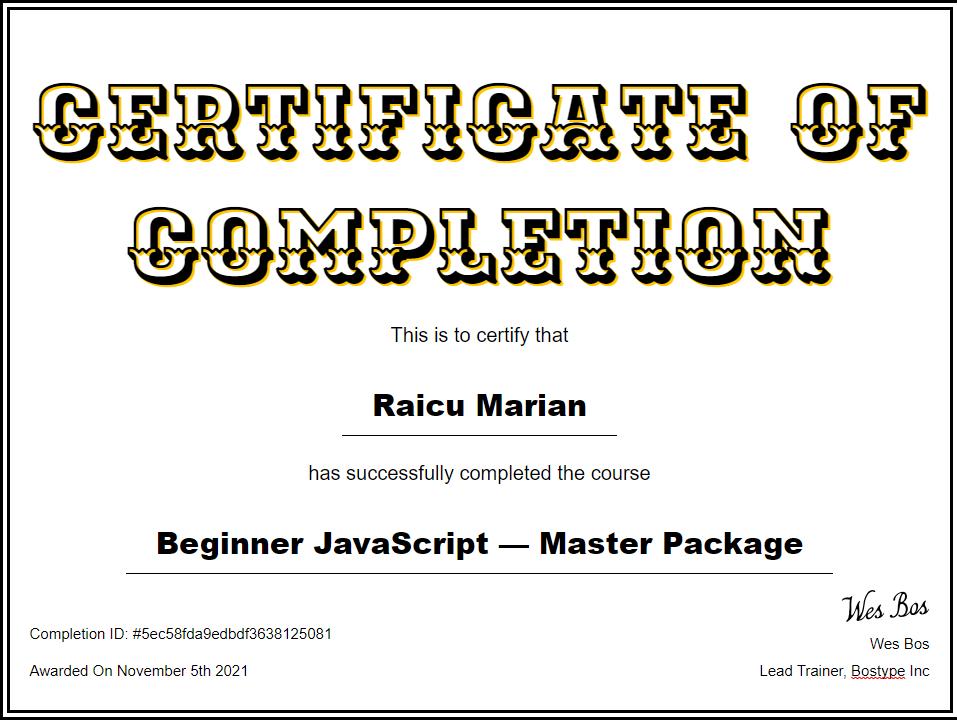 CERTIFICATE OF
COMPLETION
This is to certify that
Raicu Marian
has successfully completed the course
Beginner JavaScript — Master Package
Wes Bos
Completion ID: #5ec58fda9edbdf3638125081
Wes Bos
Awarded On November 5th 2021
Lead Trainer, Bostype Inc